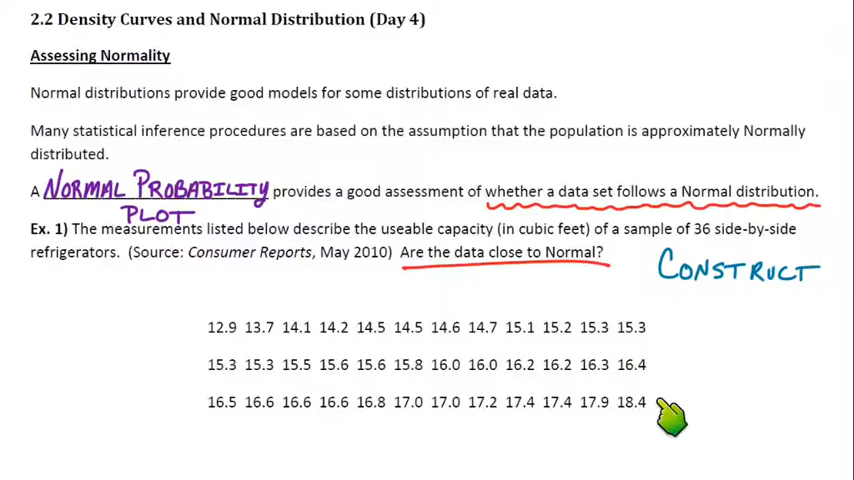 2.2 Density Curves and Normal Distribution (Day 4)
Assessing Normality
Normal distributions provide good models for some distributions of real data.
Many statistical inference procedures are based on the assumption that the population is approximately Normally
distributed.
A NORMAL PROBABILITY provides a good assessment of whether a data set follows a Normal distribution.
PLOT
Ex. 1) The measurements listed below describe the useable capacity (in cubic feet) of a sample of 36 side-by-side
refrigerators. (Source: Consumer Reports, May 2010) Are the data close to Normal?
CONSTRUCT
12.9 13.7 14.1 14.2 14.5 14.5 14.6 14.7 15.1 15.2 15.3 15.3
15.3 15.3 15.5 15.6 15.6 15.8 16.0 16.0 16.2 16.2 16.3 16.4
16.5 16.6 16.6 16.6 16.8 17.0 17.0 17.2 17.4 17.4 17.9 18.4